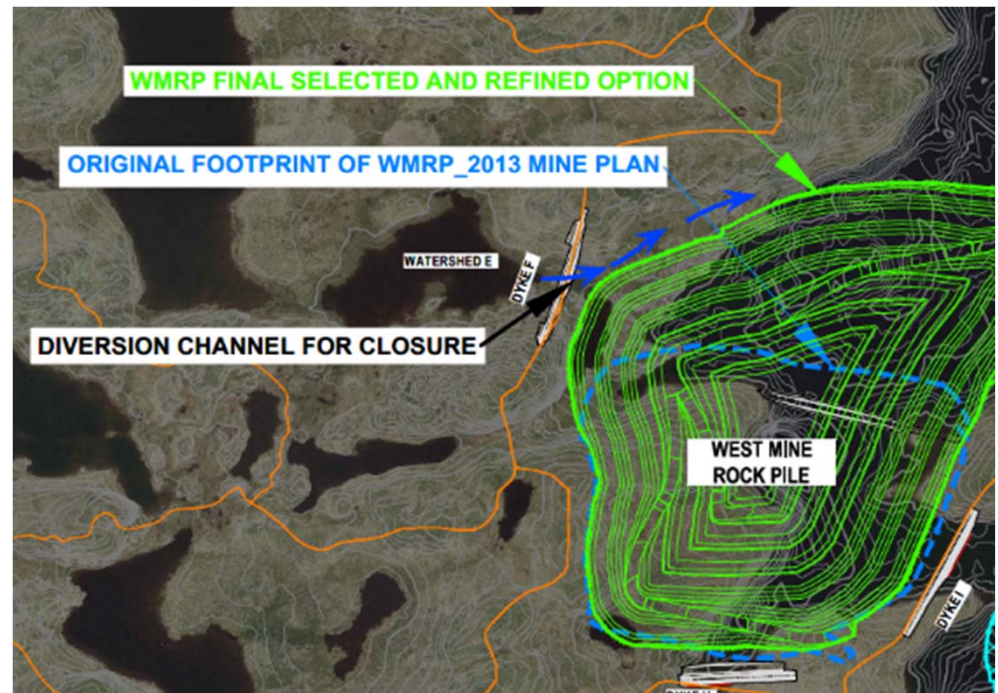 WMRP FINAL SELECTED AND REFINED OPTION
ORIGINAL FOOTPRINT OF WMRP_2013 MINE PLAN
WATERSHED E
DYKE F
DIVERSION CHANNEL FOR CLOSURE
WEST MINE
ROCK PILE
DYKE I